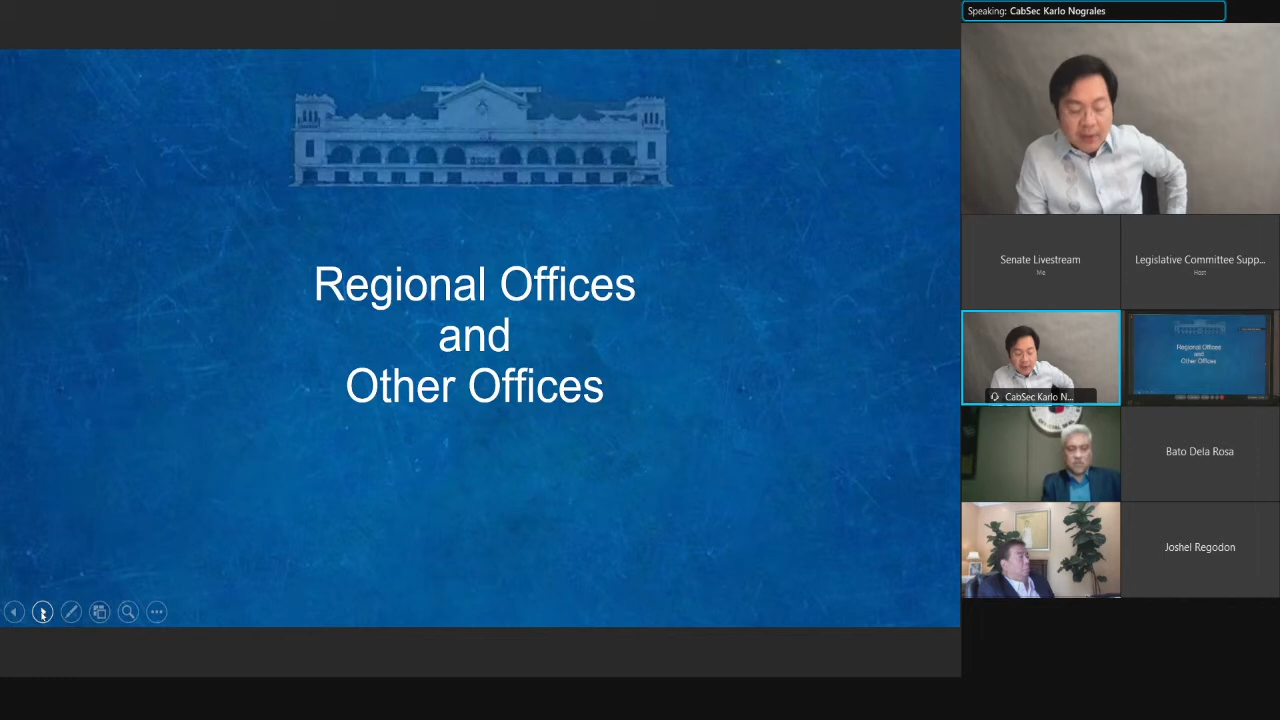 Speaking: CabSec Karlo Nograles
Regional Offices
and
Other Offices
Senate Livestream
Me
Legislative Committee Supp...
Host
CabSec Karlo N...
Regional Offices
and
Other Offices
Bato Dela Rosa
Joshel Regodon